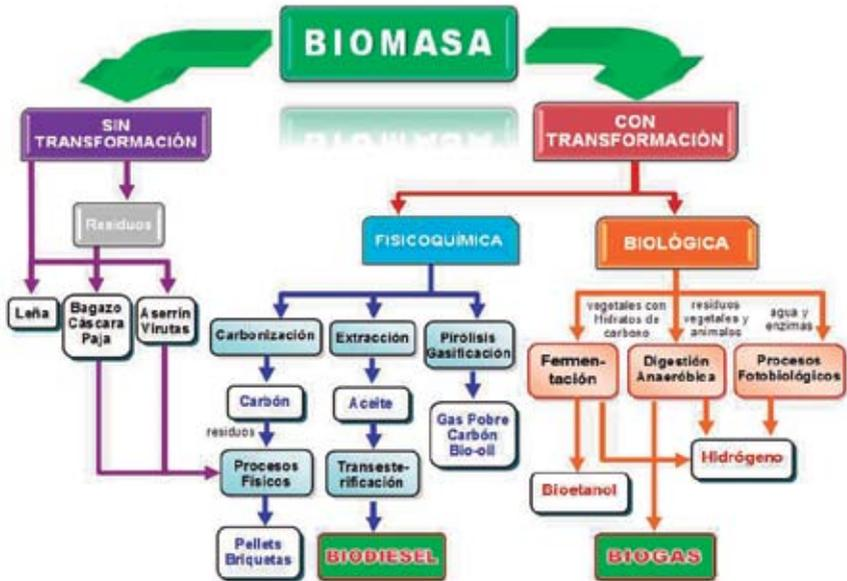 BIOMASA
SIN
TRANSFORMACIÓN
CON
TRANSFORMACIÓN
Residuos
FISICOQUÍMICA
BIOLÓGICA
Leña
Bagazo
Cáscara
Paja
Aserrín
Virutas
Carbonización
Extracción
Pirólisis
Gasificación
vegetales con
Hidratos de
carbono
residuos
vegetales y
animales
agua y
enzimas
Fermen-
tación
Digestión
Anaeróbica
Procesos
Fotobiológicos
Carbón
Aceite
Gas Pobre
Carbón
Bio-oil
residuos
Procesos
Físicos
Transeste-
rificación
Bioetanol
Hidrógeno
Pellets
Briquetas
BIODIESEL
BIOGAS